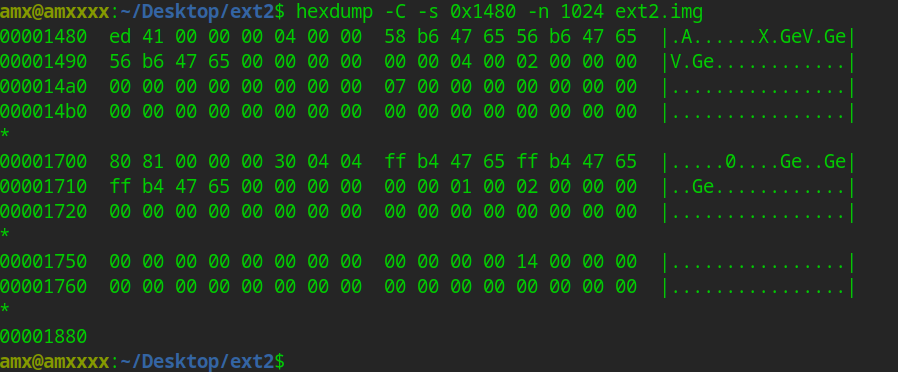 amx@amxxxx:~/Desktop/ext2$ hexdump -C -s 0x1480 -n 1024 ext2.img
00001480  ed 41 00 00 00 04 00 00  58 b6 47 65 56 b6 47 65  |.A......X.GeV.Ge|
00001490  56 b6 47 65 00 00 00 00  00 00 04 00 02 00 00 00  |V.Ge............|
000014a0  00 00 00 00 00 00 00 00  07 00 00 00 00 00 00 00  |................|
000014b0  00 00 00 00 00 00 00 00  00 00 00 00 00 00 00 00  |................|
*
00001700  80 81 00 00 00 30 04 04  ff b4 47 65 ff b4 47 65  |.....0....Ge..Ge|
00001710  ff b4 47 65 00 00 00 00  00 00 01 00 02 00 00 00  |..Ge............|
00001720  00 00 00 00 00 00 00 00  00 00 00 00 00 00 00 00  |................|
*
00001750  00 00 00 00 00 00 00 00  00 00 00 00 14 00 00 00  |................|
00001760  00 00 00 00 00 00 00 00  00 00 00 00 00 00 00 00  |................|
*
00001880
amx@amxxxx:~/Desktop/ext2$